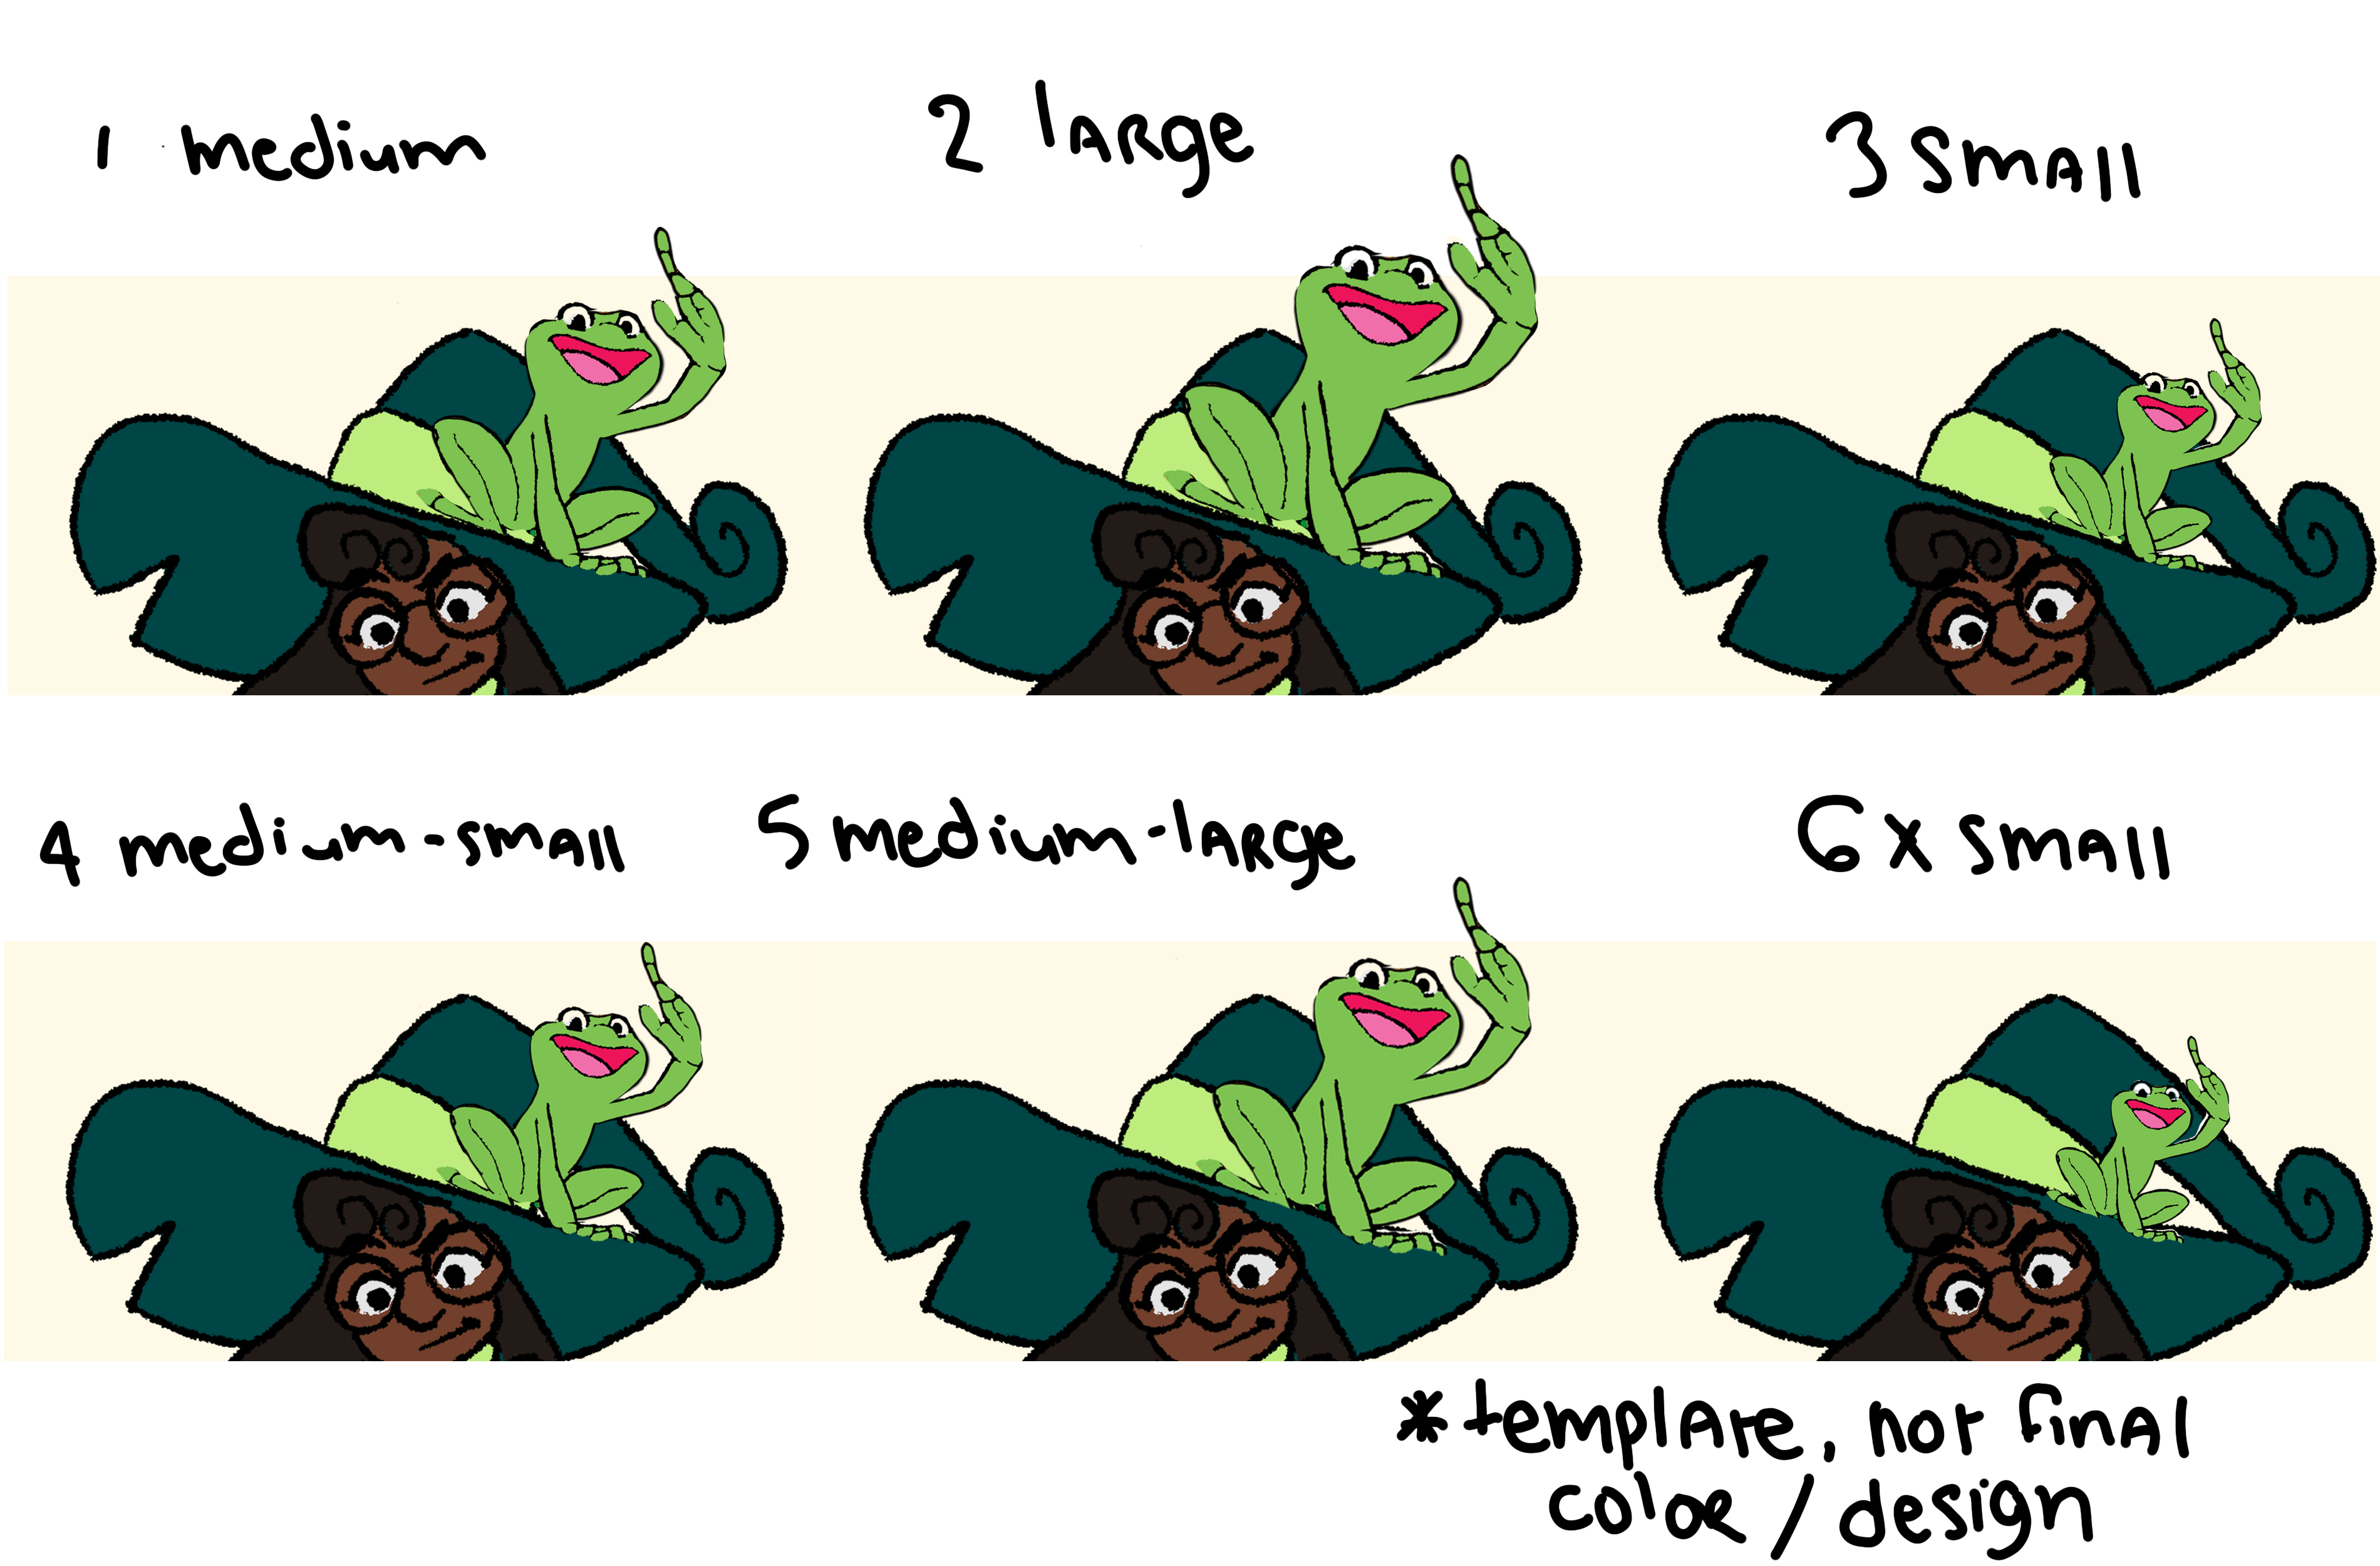 1 medium
2 large
3 small
4 medium-small
5 medium-large
6 x small
* template, not final
color/design